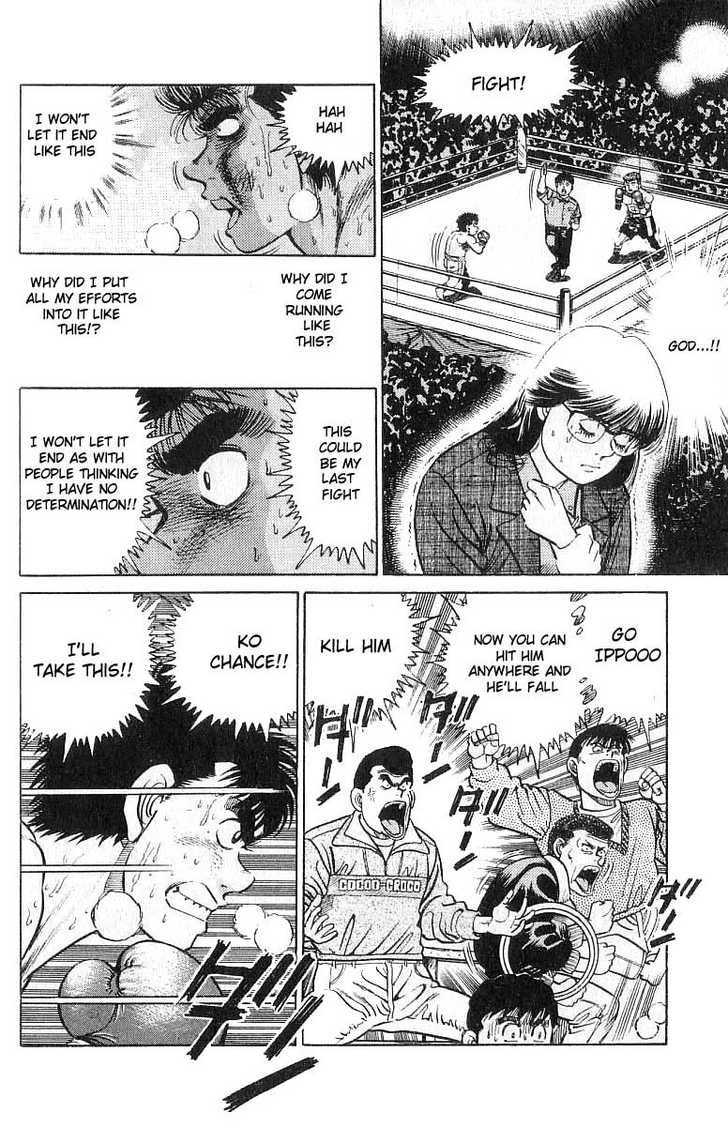 FIGHT!
GOD...!!
HAH
HAH
I WON'T
LET IT END
LIKE THIS
WHY DID I
COME
RUNNING
LIKE
THIS?
WHY DID I PUT
ALL MY EFFORTS
INTO IT LIKE
THIS!?
THIS
COULD
BE MY
LAST
FIGHT
I WON'T LET IT
END AS WITH
PEOPLE THINKING
I HAVE NO
DETERMINATION!!
GO
IPPOOO
NOW YOU CAN
HIT HIM
ANYWHERE AND
HE'LL FALL
KILL HIM
KO
CHANCE!!
I'LL
TAKE THIS!!